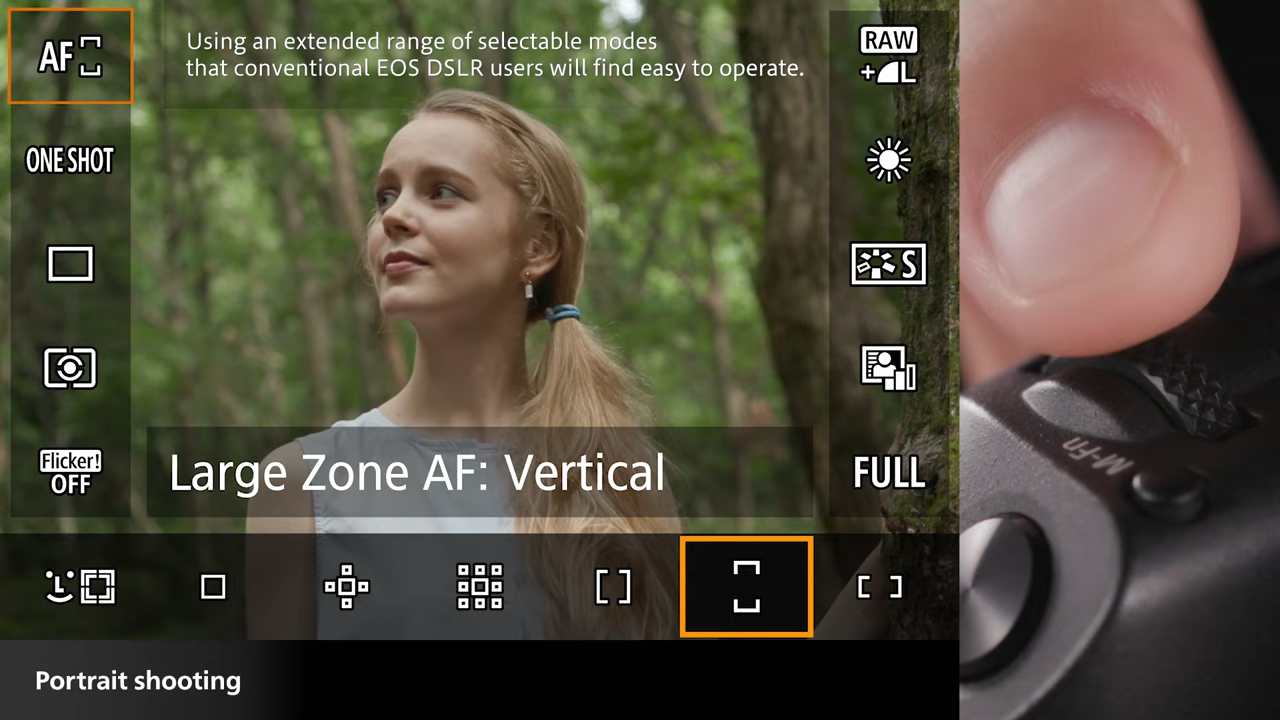 AF
Using an extended range of selectable modes
that conventional EOS DSLR users will find easy to operate.
RAW
+L
ONE SHOT
S
Flicker!
OFF
Large Zone AF: Vertical
FULL
M-Fn
Portrait shooting